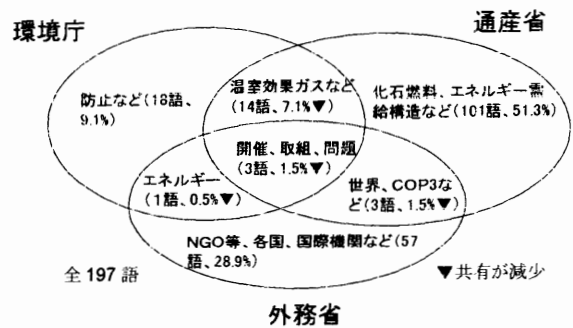 環境庁
通産省
防止など(18語、
9.1%)
温室効果ガスなど
(14語、7.1%▼)
化石燃料、エネルギー需
給構造など(101語、51.3%)
開催、取組、問題
(3語、1.5%▼)
エネルギー
(1語、0.5%▼)
世界、COP3な
ど(3語、1.5%▼)
NGO等、各国、国際機関など(57
語、28.9%)
全197語
▼共有が減少
外務省